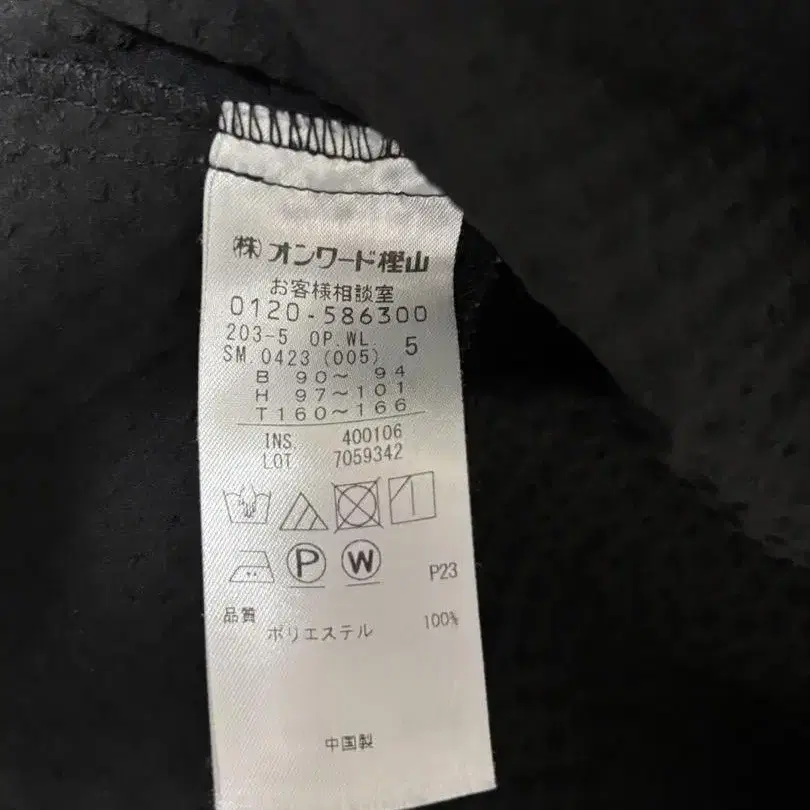 (株)オンワード樫山
お客様相談室
0120-586300
203-5 OP.WL. 5
SM.0423 (005)
B 90～ 94
H 97～101
T160～166
INS. 400106
LOT 7059342
P W
P23
品質
ポリエステル 100%
中国製